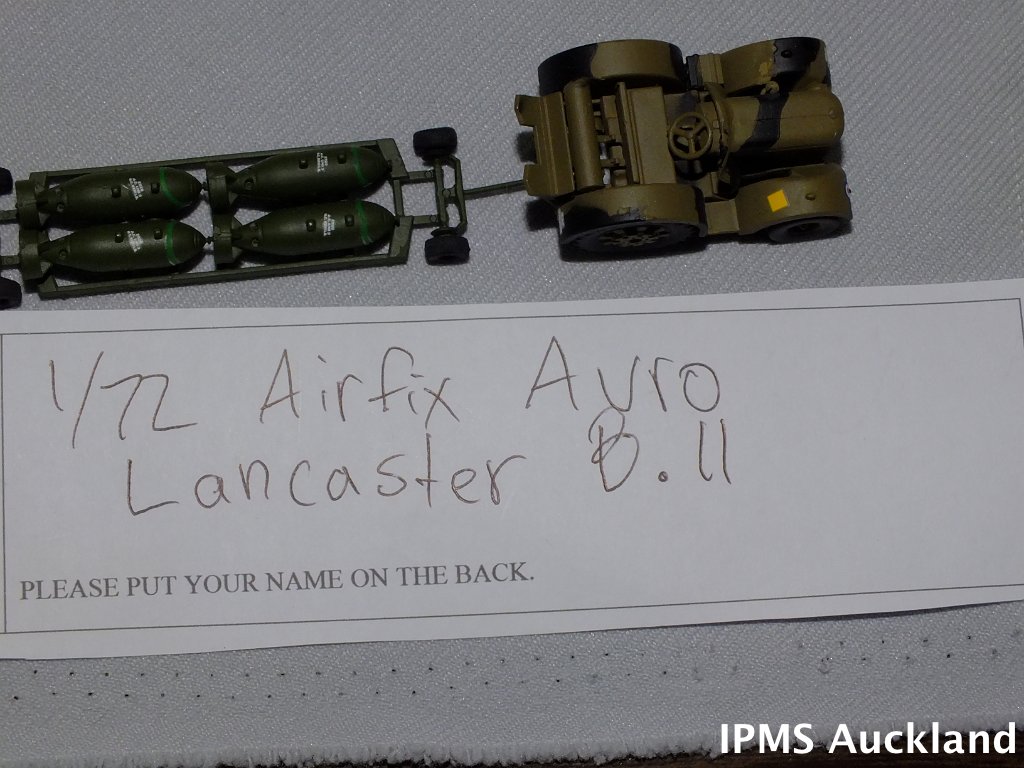 1/72 Airfix Avro
Lancaster B.II
PLEASE PUT YOUR NAME ON THE BACK.
IPMS Auckland